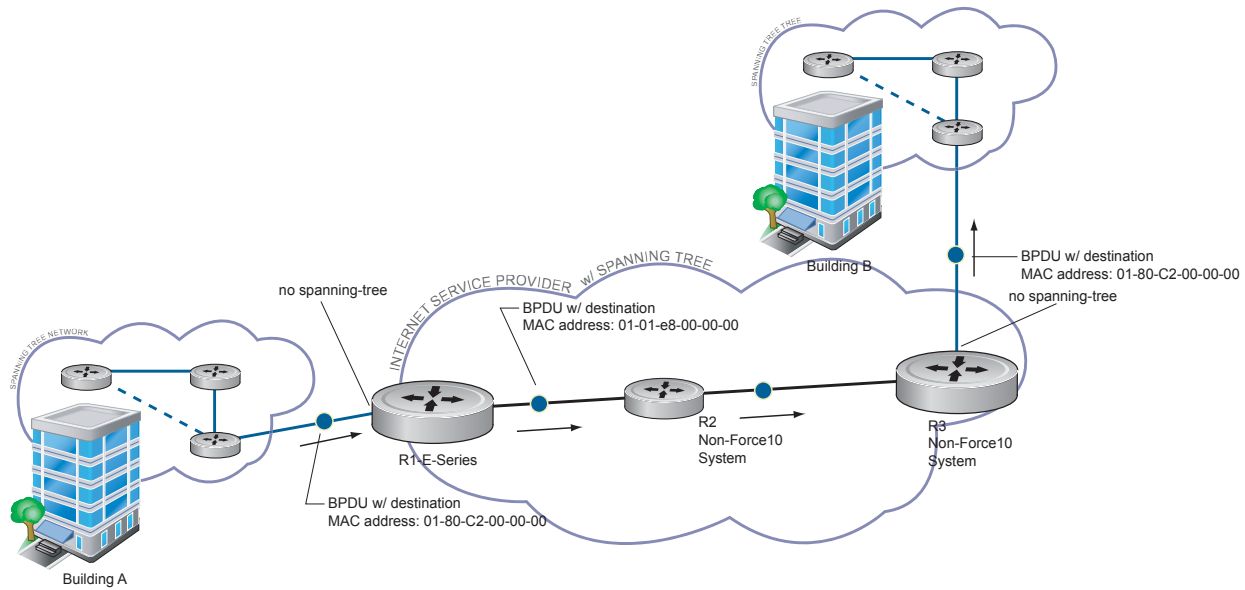 SPANNING TREE TREE
Building B
BPDU w/ destination
MAC address: 01-80-C2-00-00-00
no spanning-tree
INTERNET SERVICE PROVIDER w/ SPANNING TREE
no spanning-tree
BPDU w/ destination
MAC address: 01-01-e8-00-00-00
SPANNING TREE NETWORK
R1-E-Series
R2
Non-Force10
System
R3
Non-Force10
System
BPDU w/ destination
MAC address: 01-80-C2-00-00-00
Building A